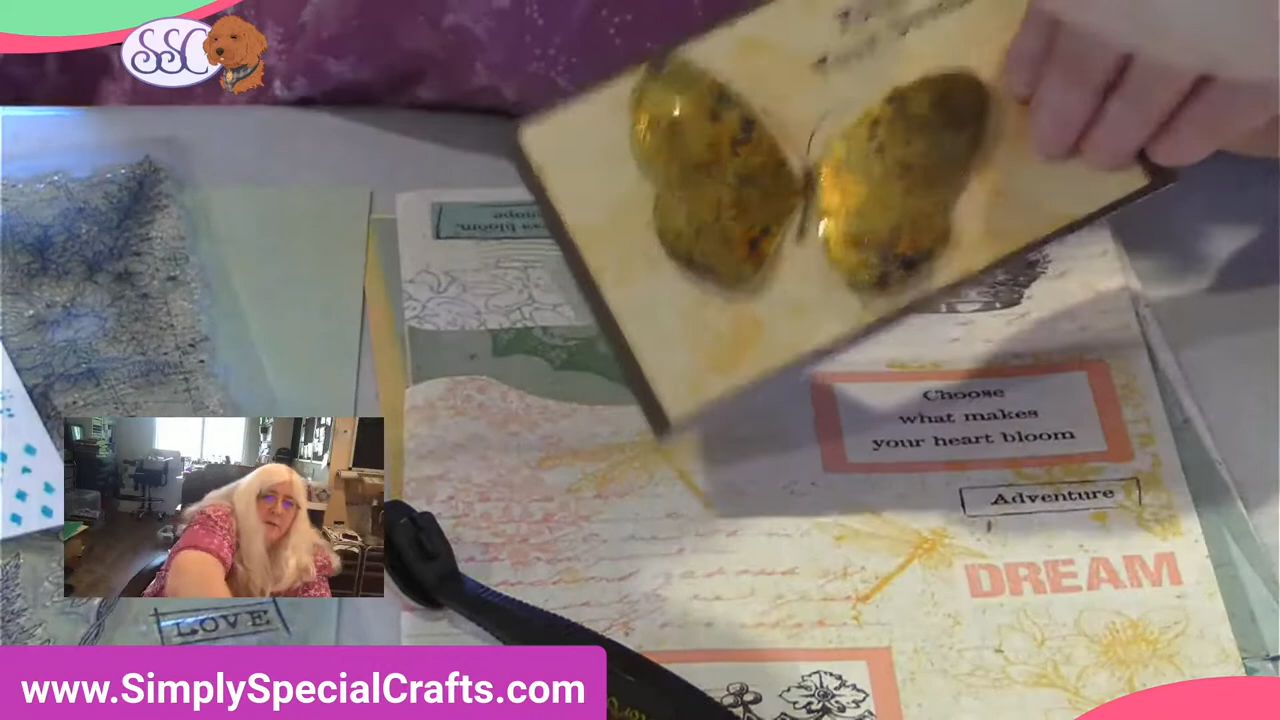 SSC
Choose
what makes
your heart bloom
Adventure
DREAM
LOVE
www.SimplySpecialCrafts.com